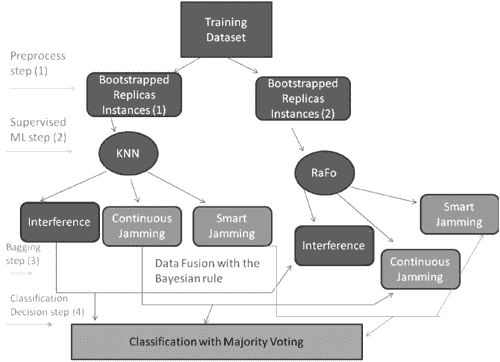 Training
Dataset
Preprocess
step (1)
Bootstrapped
Replicas
Instances (1)
Bootstrapped
Replicas
Instances (2)
Supervised
ML step (2)
KNN
RaFo
Interference
Continuous
Jamming
Smart
Jamming
Smart
Jamming
Interference
Continuous
Jamming
Bagging
step (3)
Data Fusion with the
Bayesian rule
Classification
Decision step (4)
Classification with Majority Voting